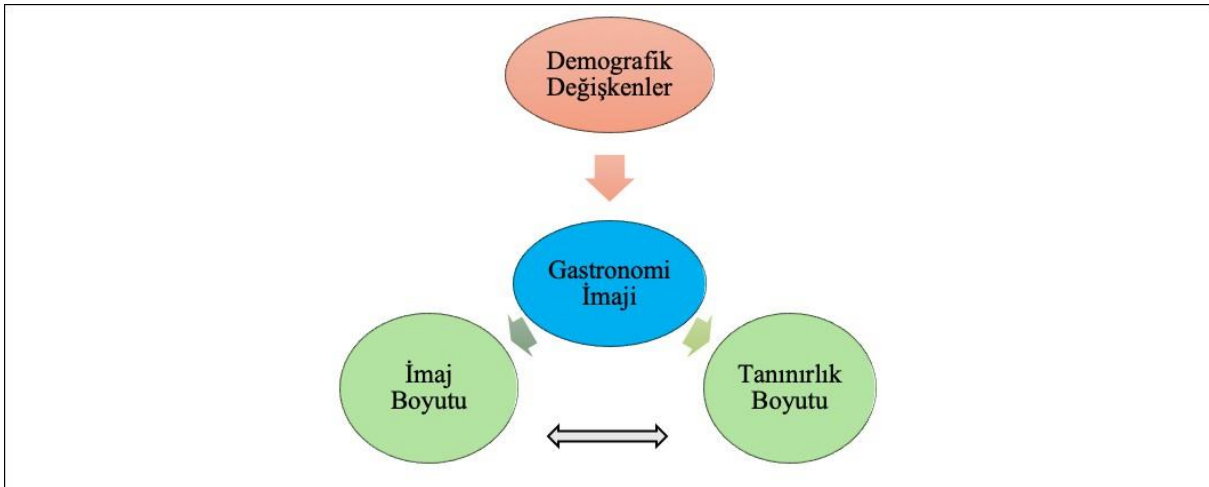 Demografik
Değişkenler
Gastronomi
İmaji
İmaj
Boyutu
Tanınırlık
Boyutu